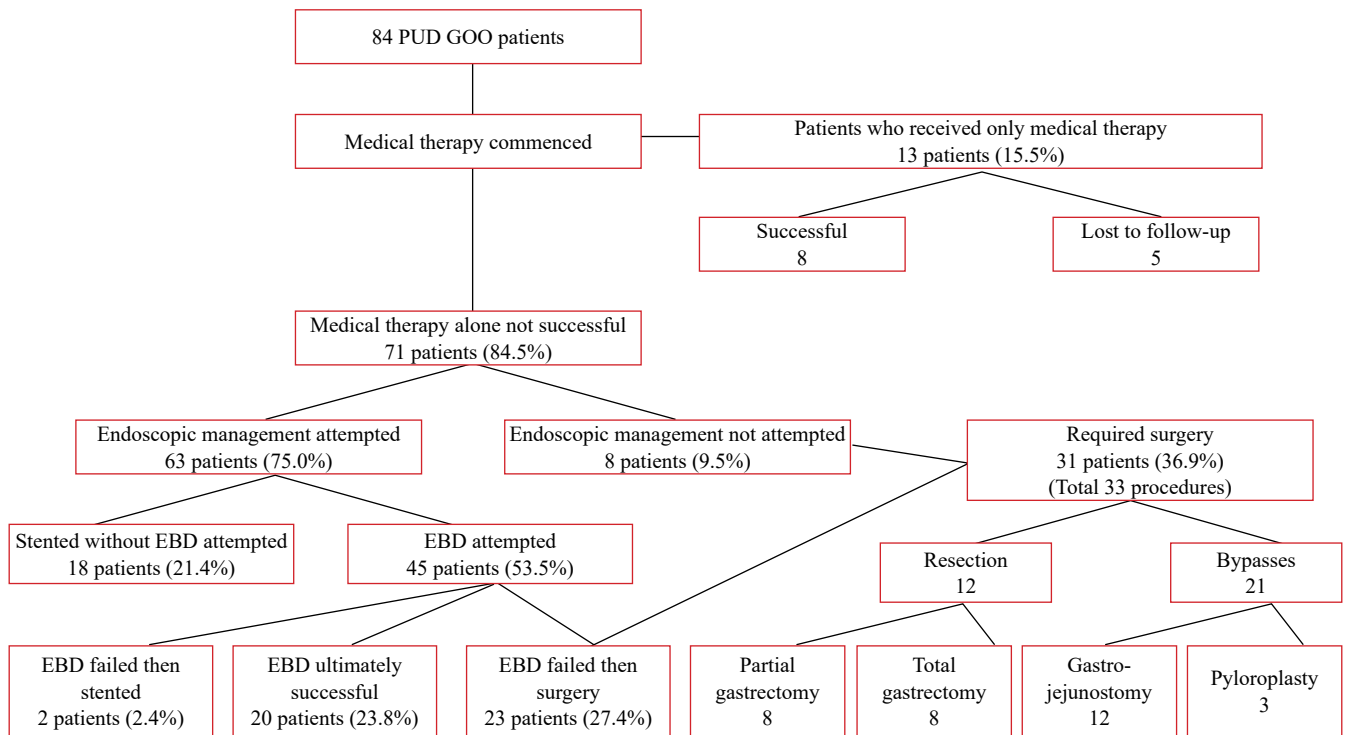 84 PUD GOO patients
Medical therapy commenced
Patients who received only medical therapy
13 patients (15.5%)
Successful
8
Lost to follow-up
5
Medical therapy alone not successful
71 patients (84.5%)
Endoscopic management attempted
63 patients (75.0%)
Endoscopic management not attempted
8 patients (9.5%)
Required surgery
31 patients (36.9%)
(Total 33 procedures)
Stented without EBD attempted
18 patients (21.4%)
EBD attempted
45 patients (53.5%)
Resection
12
Bypasses
21
EBD failed then
stented
2 patients (2.4%)
EBD ultimately
successful
20 patients (23.8%)
EBD failed then
surgery
23 patients (27.4%)
Partial
gastrectomy
8
Total
gastrectomy
8
Gastro-
jejunostomy
12
Pyloroplasty
3